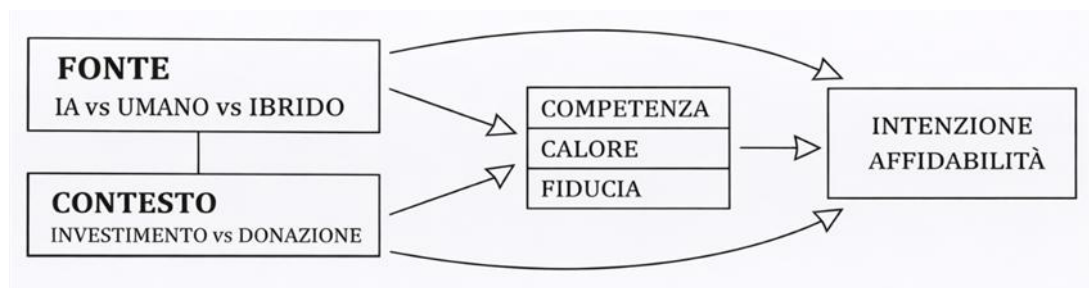 FONTE
IA vs UMANO vs IBRIDO
CONTESTO
INVESTIMENTO vs DONAZIONE
COMPETENZA
CALORE
FIDUCIA
INTENZIONE
AFFIDABILITÀ